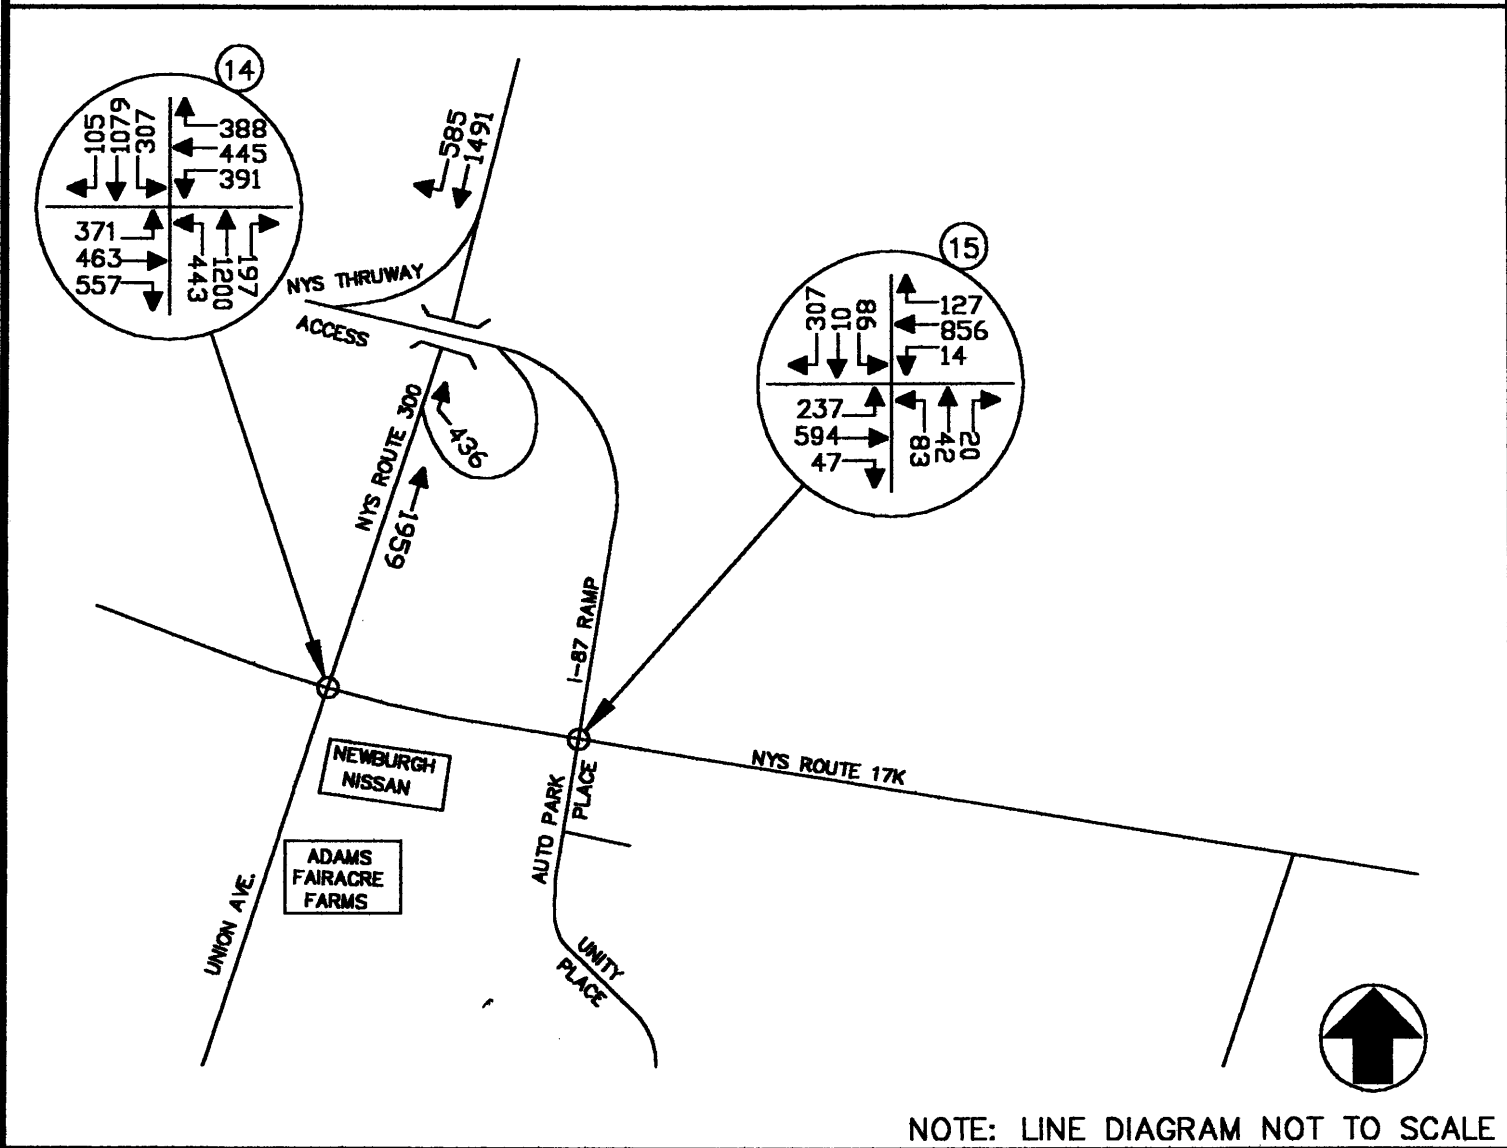 14
105
1079
307
388
445
391
371
463
557
443
1200
197
585
1491
NYS THRUWAY
ACCESS
15
307
10
98
127
856
14
237
594
47
83
42
20
NYS ROUTE 300
436
1959
I-87 RAMP
NEWBURGH
NISSAN
NYS ROUTE 17K
AUTO PARK
PLACE
ADAMS
FAIRACRE
FARMS
UNION AVE.
UNITY
PLACE
NOTE: LINE DIAGRAM NOT TO SCALE